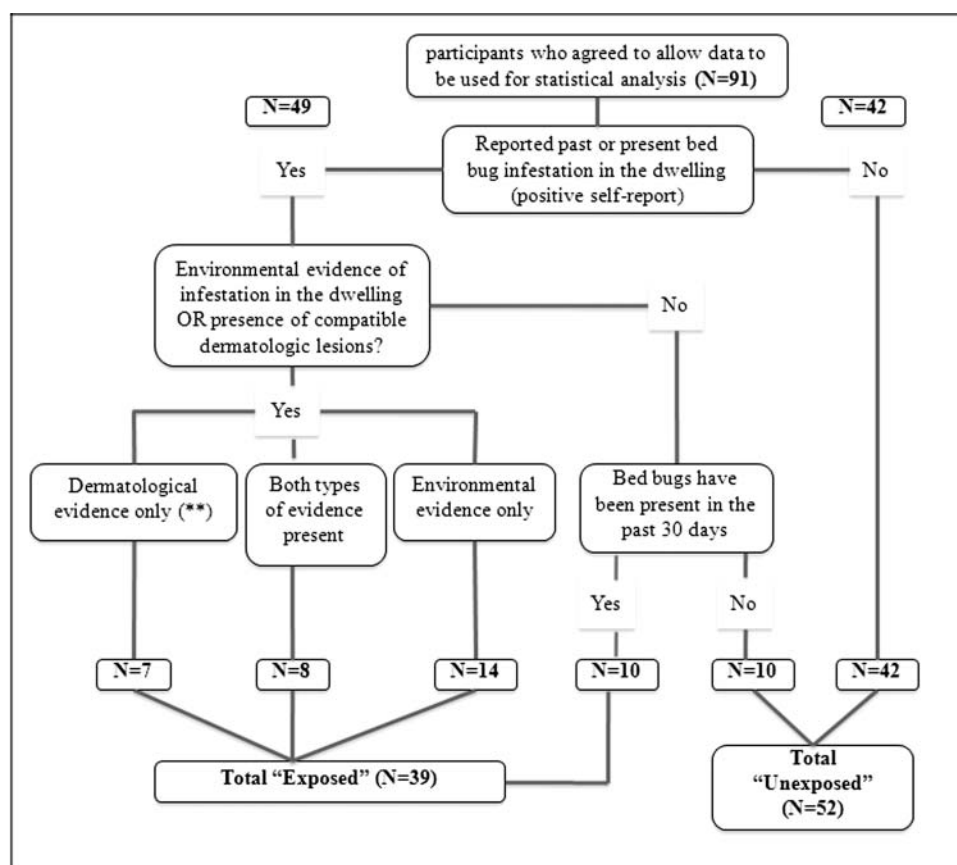 participants who agreed to allow data to
be used for statistical analysis (N=91)
N=49
N=42
Reported past or present bed
bug infestation in the dwelling
(positive self-report)
Yes
No
Environmental evidence of
infestation in the dwelling
OR presence of compatible
dermatologic lesions?
No
Yes
Dermatological
evidence only (**)
Both types
of evidence
present
Environmental
evidence only
Bed bugs have
been present in the
past 30 days
Yes
No
N=7
N=8
N=14
N=10
N=10
N=42
Total “Exposed” (N=39)
Total
“Unexposed”
(N=52)